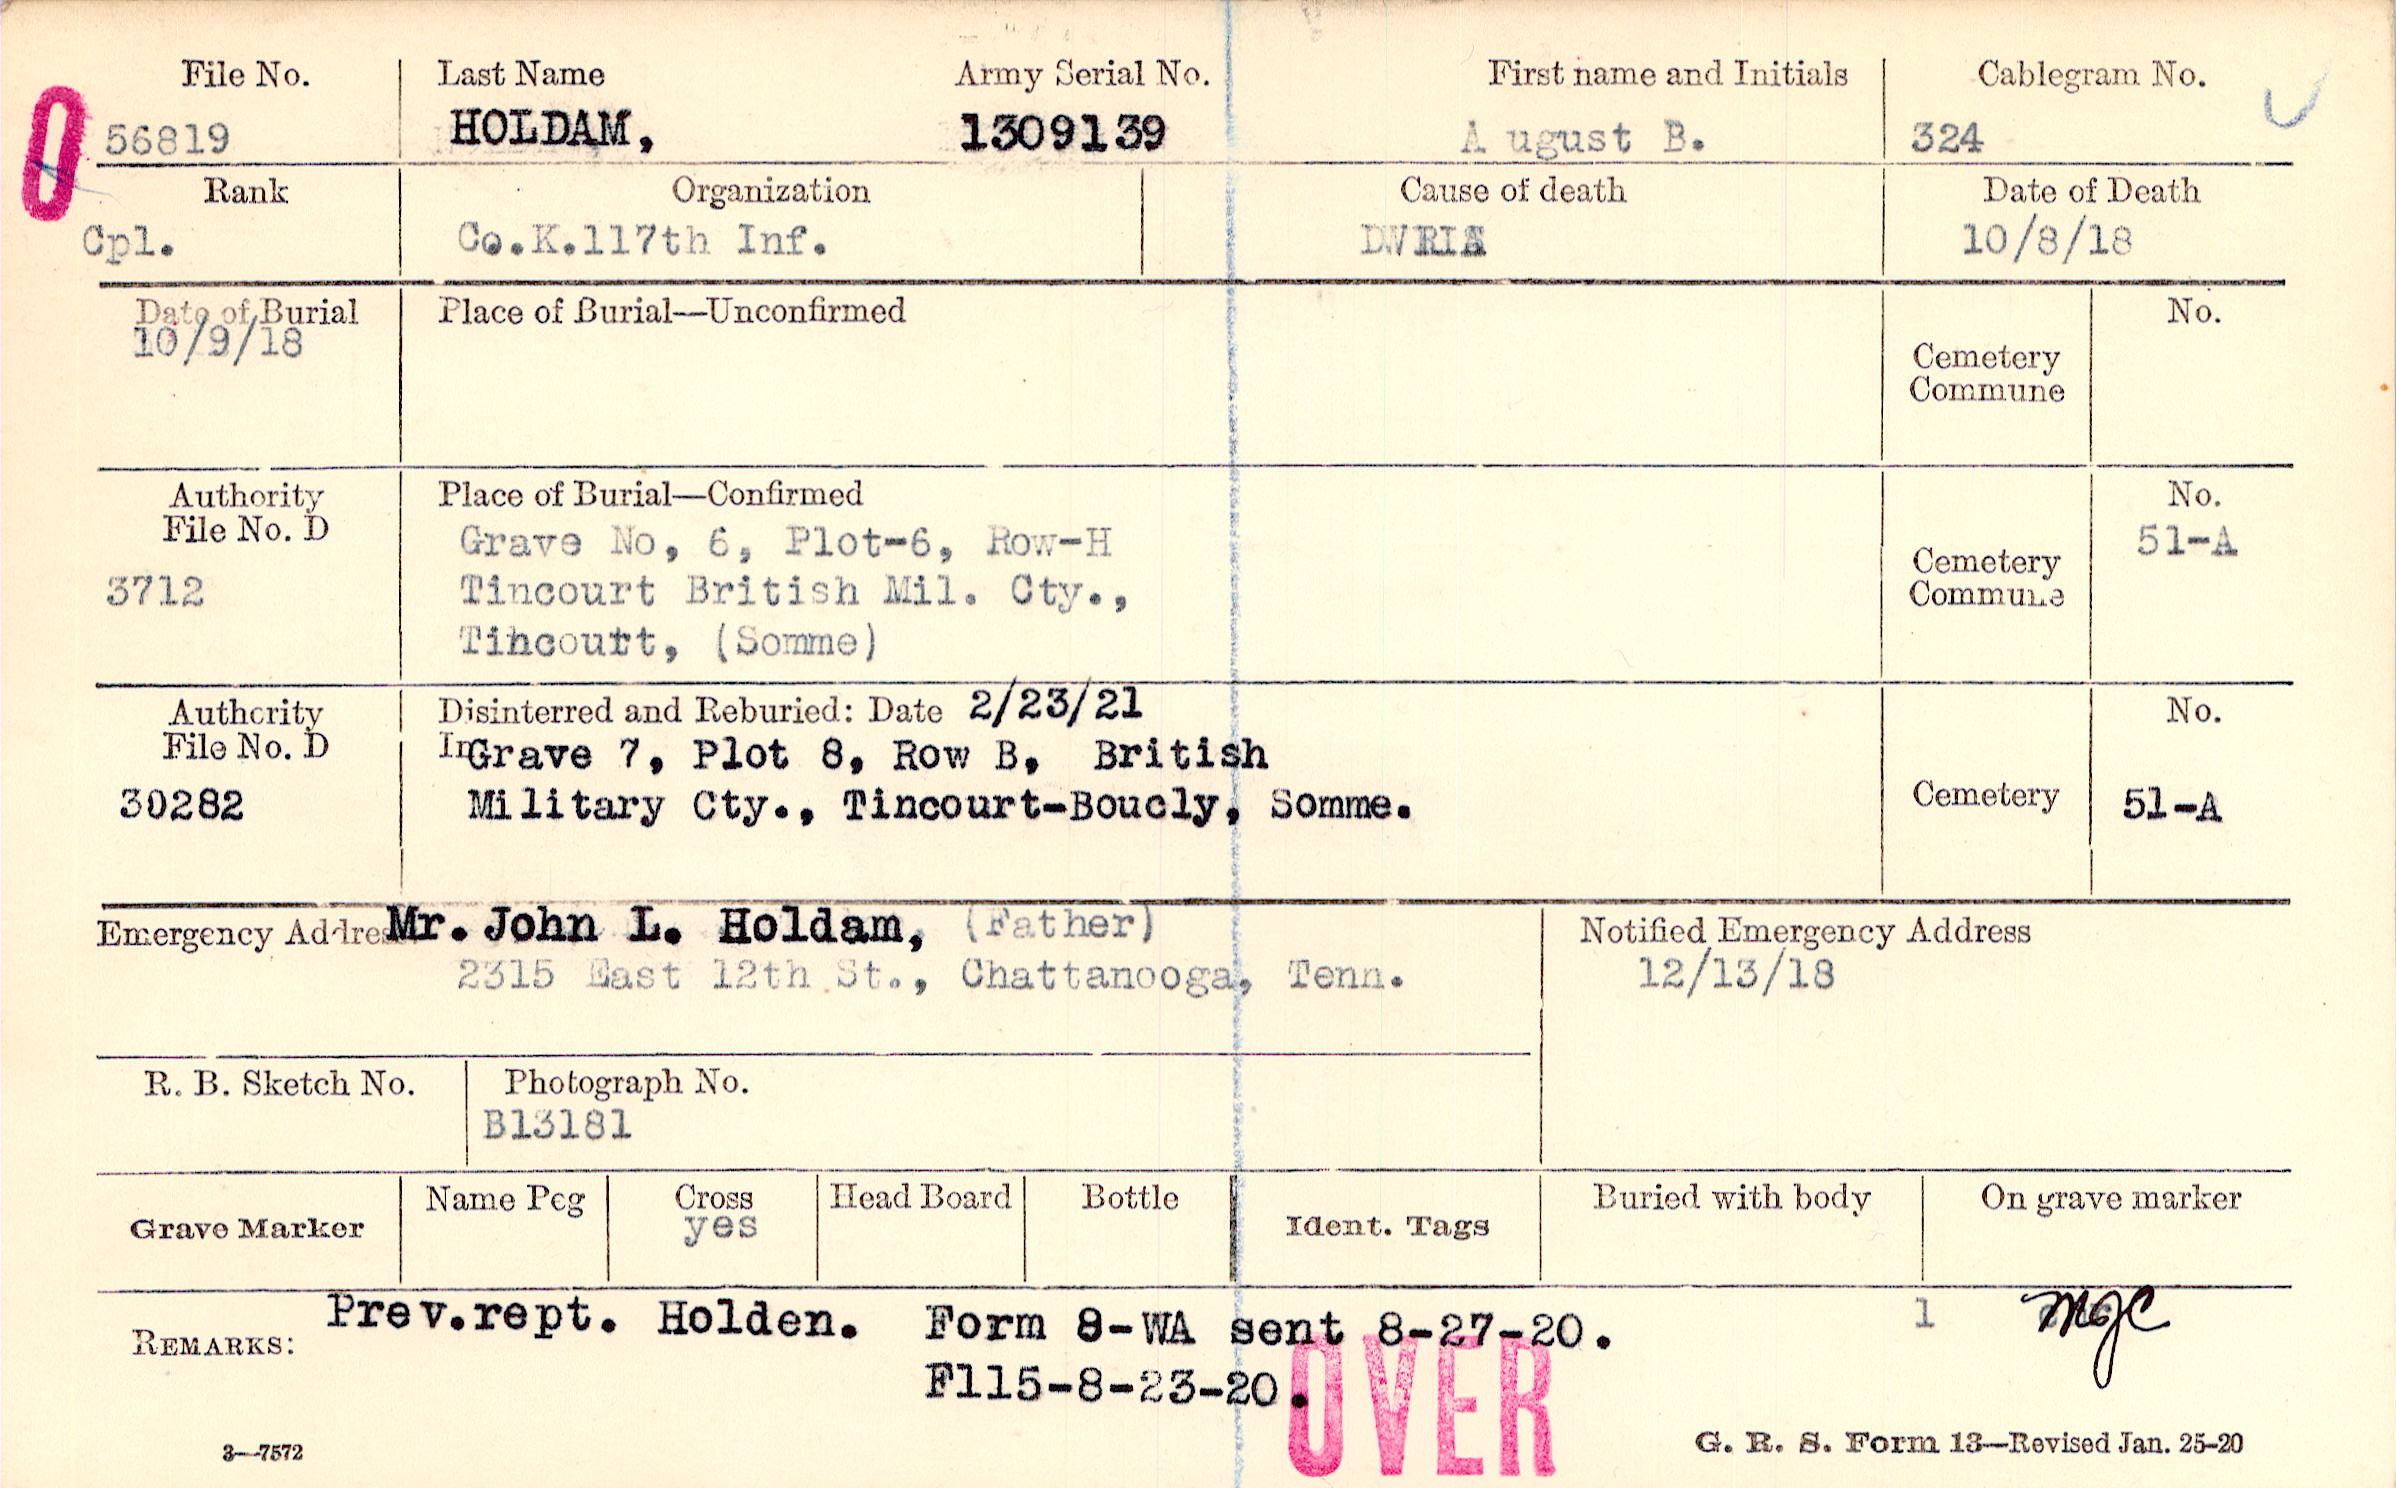 File No. Last Name Army Serial No. First name and Initials Cablegram No.
56819 HOLDAM, 1309139 A ugust B. 324
Rank Organization Cause of death Date of Death
Cpl. Co.K.117th Inf. DWRIA 10/8/18
Date of Burial Place of Burial—Unconfirmed No.
10/9/18
Cemetery
Commune
Authority Place of Burial—Confirmed No.
File No. D Grave No, 6, Plot-6, Row-H 51-A
3712 Tincourt British Mil. Cty., Cemetery
Tincourt, (Somme) Commune
Authority Disinterred and Reburied: Date 2/23/21 No.
File No. D In Grave 7, Plot 8, Row B, British
30282 Military Cty., Tincourt-Boucly, Somme. Cemetery 51-A
Emergency Address Mr. John L. Holdam, (Father) Notified Emergency Address
2315 East 12th St., Chattanooga, Tenn. 12/13/18
R. B. Sketch No. Photograph No.
B13181
Grave Marker Name Peg Cross Head Board Bottle Ident. Tags Buried with body On grave marker
yes
REMARKS: Prev.rept. Holden. Form 8-WA sent 8-27-20. 1 MJC
F115-8-23-20.
OVER
3—7572 G. R. S. Form 13—Revised Jan. 25-20